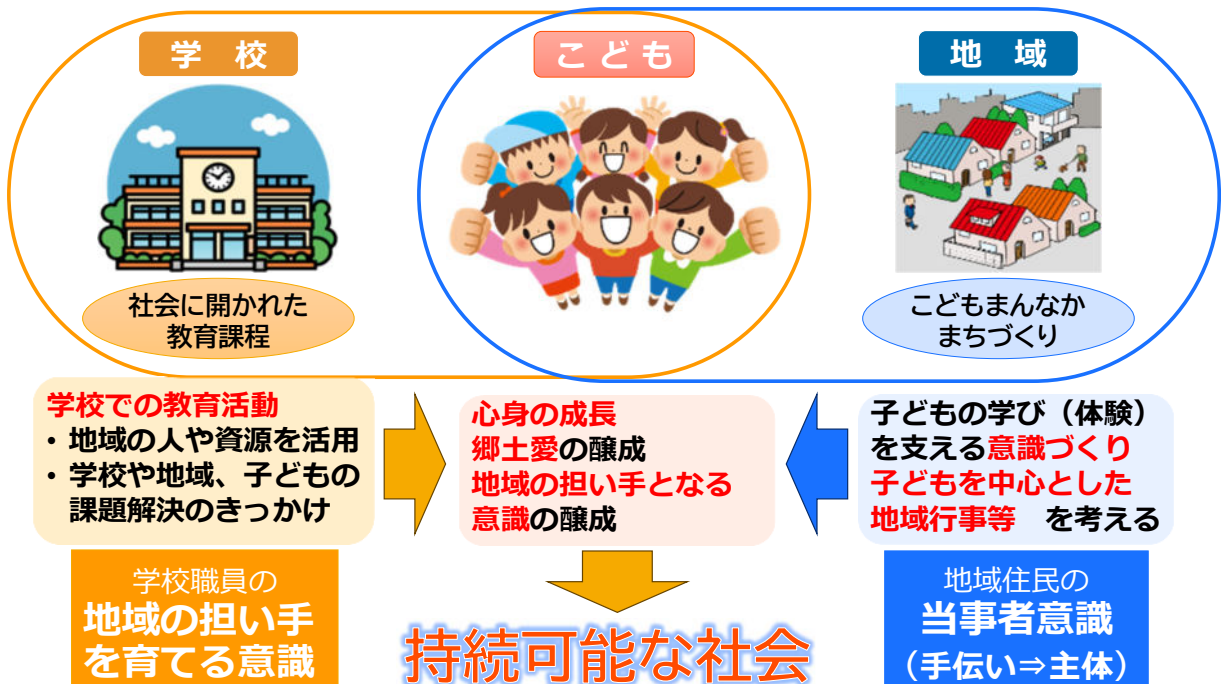 学 校
こ ど も
地 域
社会に開かれた
教育課程
こどもまんなか
まちづくり
学校での教育活動
・地域の人や資源を活用
・学校や地域、子どもの
課題解決のきっかけ
心身の成長
郷土愛の醸成
地域の担い手となる
意識の醸成
子どもの学び（体験）
を支える意識づくり
子どもを中心とした
地域行事等　を考える
学校職員の
地域の担い手
を育てる意識
持続可能な社会
地域住民の
当事者意識
（手伝い⇒主体）